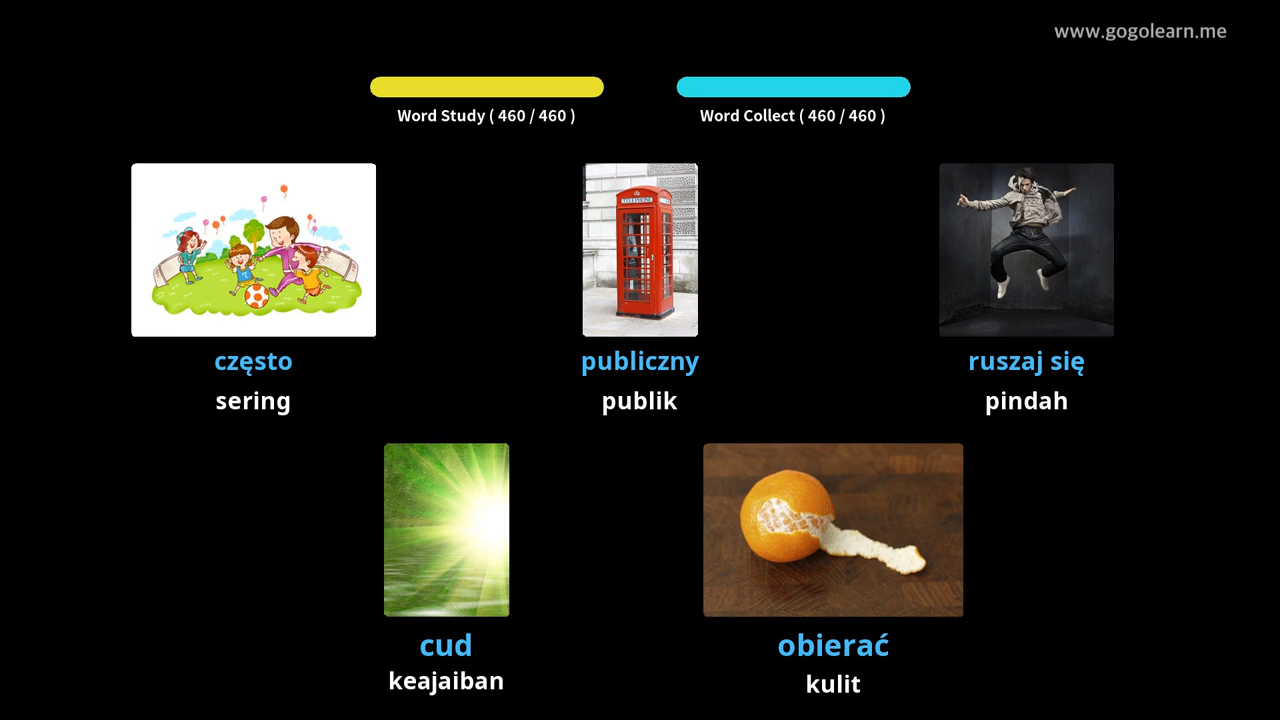 www.gogolearn.me
Word Study ( 460 / 460 )
Word Collect ( 460 / 460 )
TELEPHONE
często
sering
publiczny
publik
ruszaj się
pindah
cud
keajaiban
obierać
kulit